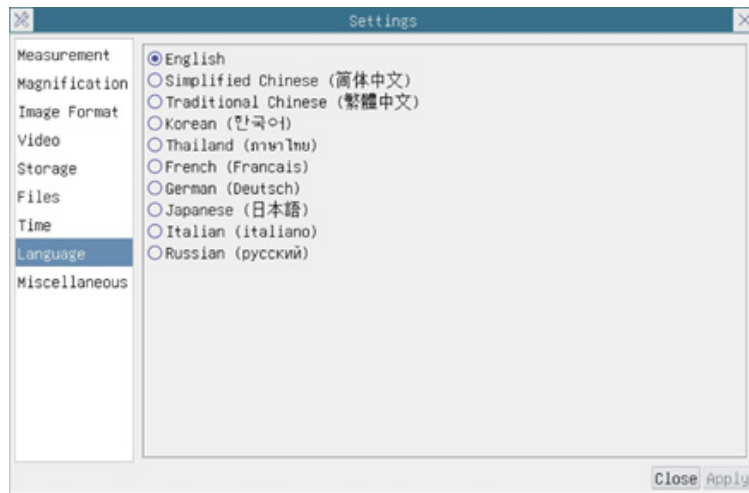 Settings
Measurement
Magnification
Image Format
Video
Storage
Files
Time
Language
Miscellaneous
English
Simplified Chinese (简体中文)
Traditional Chinese (繁體中文)
Korean (한국어)
Thailand (ภาษาไทย)
French (Francais)
German (Deutsch)
Japanese (日本語)
Italian (italiano)
Russian (русский)
Close
Apply